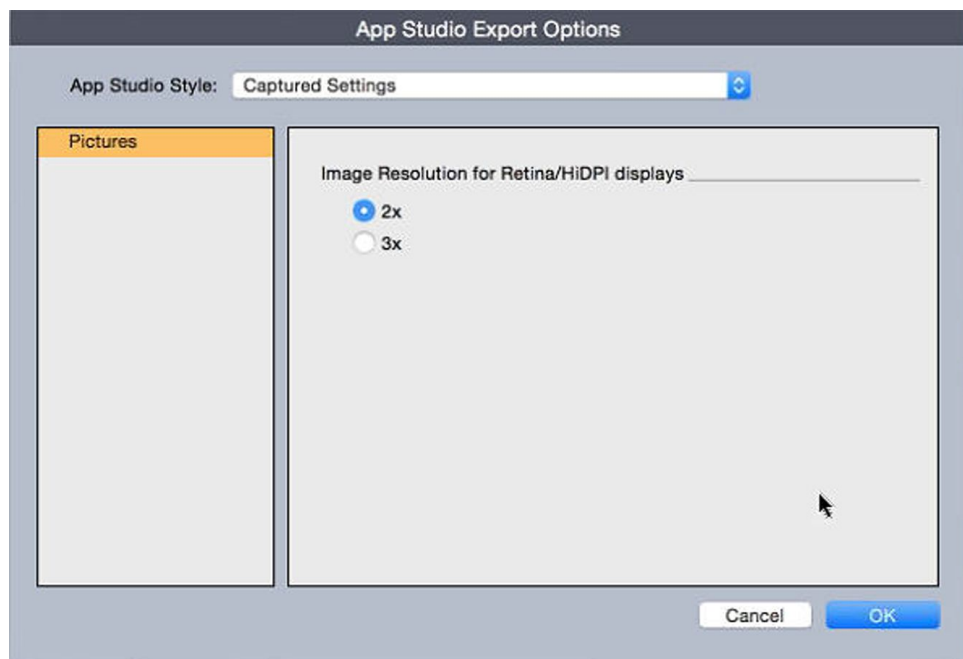 App Studio Export Options
App Studio Style: Captured Settings
Pictures
Image Resolution for Retina/HiDPI displays
2x
3x
Cancel OK